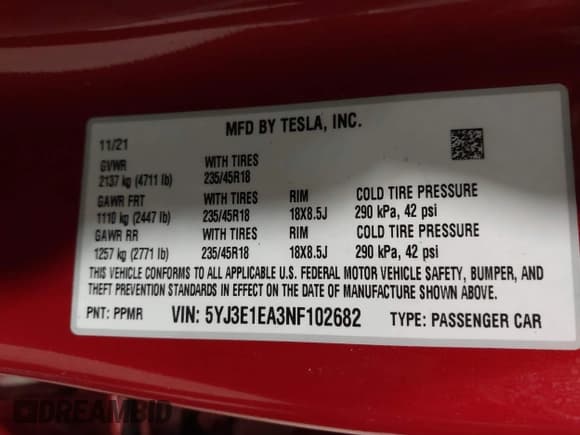 MFD BY TESLA, INC.
11/21
GVWR WITH TIRES
2137 kg (4711 lb) 235/45R18
GAWR FRT WITH TIRES RIM COLD TIRE PRESSURE
1110 kg (2447 lb) 235/45R18 18X8.5J 290 kPa, 42 psi
GAWR RR WITH TIRES RIM COLD TIRE PRESSURE
1257 kg (2771 lb) 235/45R18 18X8.5J 290 kPa, 42 psi
THIS VEHICLE CONFORMS TO ALL APPLICABLE U.S. FEDERAL MOTOR VEHICLE SAFETY, BUMPER, AND
THEFT PREVENTION STANDARDS IN EFFECT ON THE DATE OF MANUFACTURE SHOWN ABOVE.
PNT: PPMR VIN: 5YJ3E1EA3NF102682 TYPE: PASSENGER CAR
DREAMBID